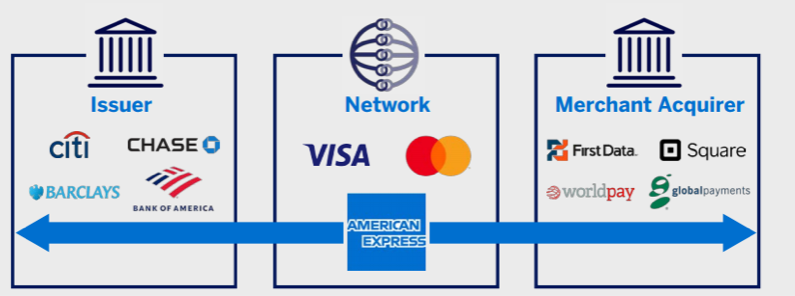 Issuer
citi
CHASE
BARCLAYS
BANK OF AMERICA
Network
VISA
AMERICAN
EXPRESS
Merchant Acquirer
First Data.
Square
worldpay
globalpayments